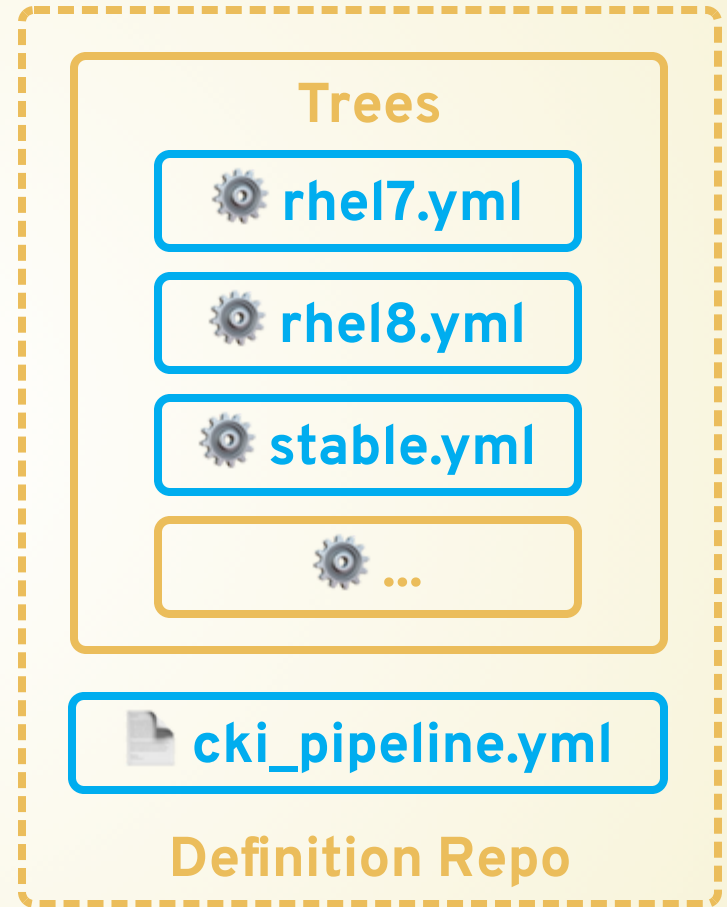 Trees
rhel7.yml
rhel8.yml
stable.yml
...
cki_pipeline.yml
Definition Repo